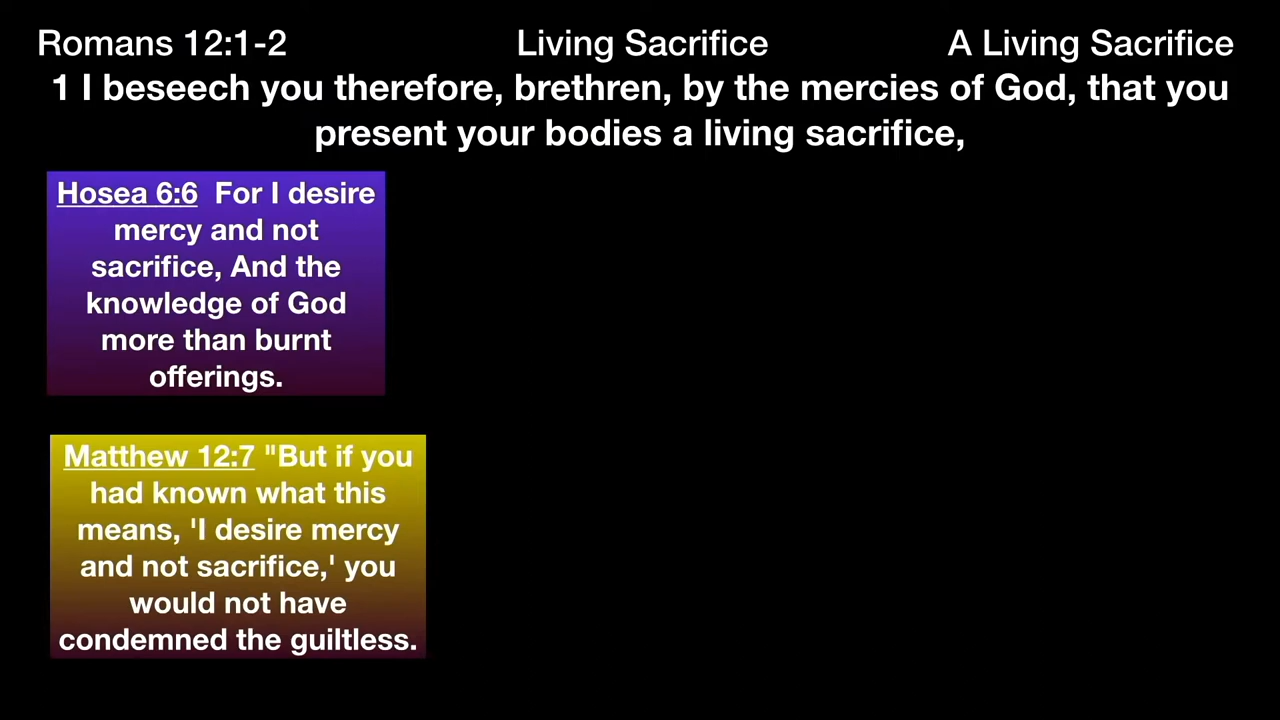 Romans 12:1-2 Living Sacrifice A Living Sacrifice
1 I beseech you therefore, brethren, by the mercies of God, that you
present your bodies a living sacrifice,
Hosea 6:6 For I desire
mercy and not
sacrifice, And the
knowledge of God
more than burnt
offerings.
Matthew 12:7 "But if you
had known what this
means, 'I desire mercy
and not sacrifice,' you
would not have
condemned the guiltless.